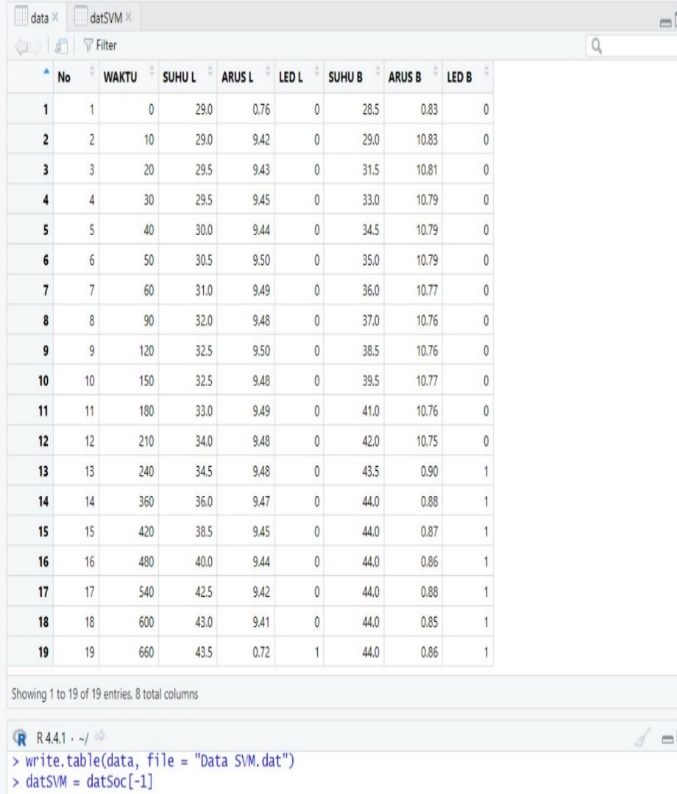 data × datSVM ×
Filter
No WAKTU SUHU L ARUS L LED L SUHU B ARUS B LED B
1 1 0 29.0 0.76 0 28.5 0.83 0
2 2 10 29.0 9.42 0 29.0 10.83 0
3 3 20 29.5 9.43 0 31.5 10.81 0
4 4 30 29.5 9.45 0 33.0 10.79 0
5 5 40 30.0 9.44 0 34.5 10.79 0
6 6 50 30.5 9.50 0 35.0 10.79 0
7 7 60 31.0 9.49 0 36.0 10.77 0
8 8 90 32.0 9.48 0 37.0 10.76 0
9 9 120 32.5 9.50 0 38.5 10.76 0
10 10 150 32.5 9.48 0 39.5 10.77 0
11 11 180 33.0 9.49 0 41.0 10.76 0
12 12 210 34.0 9.48 0 42.0 10.75 0
13 13 240 34.5 9.48 0 43.5 0.90 1
14 14 360 36.0 9.47 0 44.0 0.88 1
15 15 420 38.5 9.45 0 44.0 0.87 1
16 16 480 40.0 9.44 0 44.0 0.86 1
17 17 540 42.5 9.42 0 44.0 0.88 1
18 18 600 43.0 9.41 0 44.0 0.85 1
19 19 660 43.5 0.72 1 44.0 0.86 1
Showing 1 to 19 of 19 entries, 8 total columns
R R 4.4.1 · ~/
> write.table(data, file = "Data SVM.dat")
> datSVM = datSoc[-1]